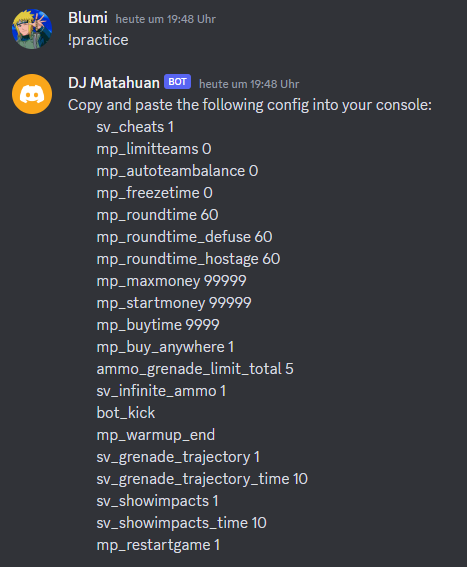 Blumi heute um 19:48 Uhr
!practice
DJ Matahuan BOT heute um 19:48 Uhr
Copy and paste the following config into your console:
sv_cheats 1
mp_limitteams 0
mp_autoteambalance 0
mp_freezetime 0
mp_roundtime 60
mp_roundtime_defuse 60
mp_roundtime_hostage 60
mp_maxmoney 99999
mp_startmoney 99999
mp_buytime 9999
mp_buy_anywhere 1
ammo_grenade_limit_total 5
sv_infinite_ammo 1
bot_kick
mp_warmup_end
sv_grenade_trajectory 1
sv_grenade_trajectory_time 10
sv_showimpacts 1
sv_showimpacts_time 10
mp_restartgame 1